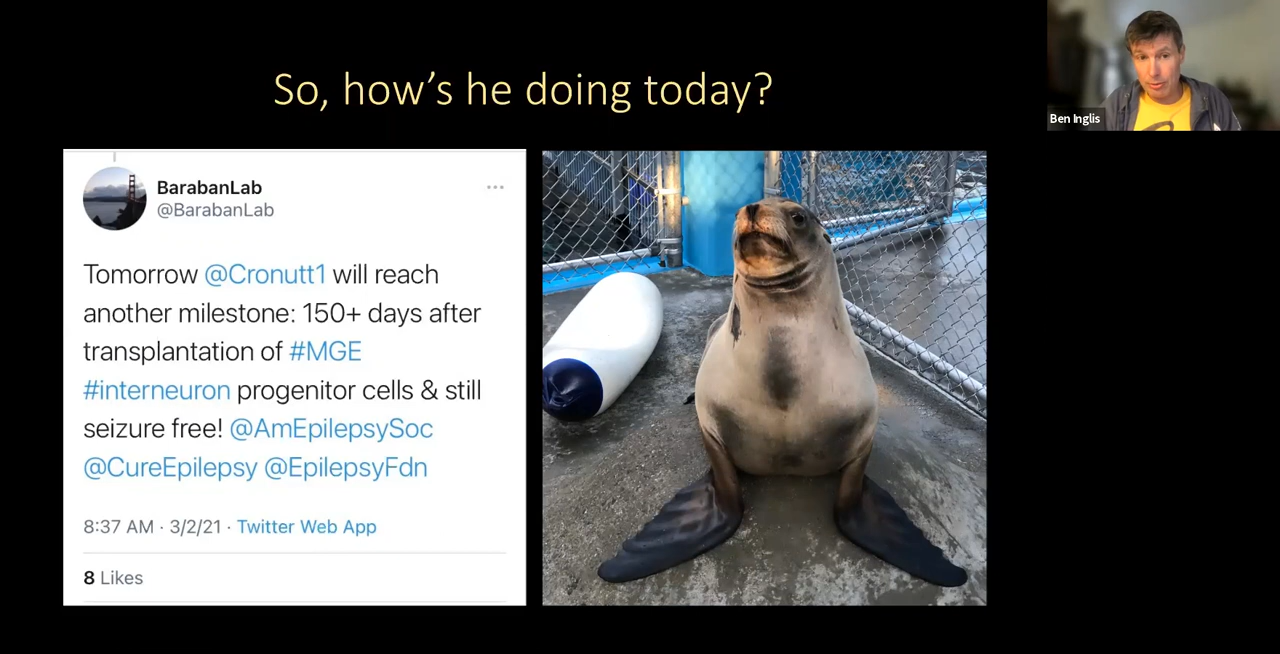 So, how’s he doing today?
Ben Inglis
BarabanLab
@BarabanLab
Tomorrow @Cronutt1 will reach
another milestone: 150+ days after
transplantation of #MGE
#interneuron progenitor cells & still
seizure free! @AmEpilepsySoc
@CureEpilepsy @EpilepsyFdn
8:37 AM · 3/2/21 · Twitter Web App
8 Likes